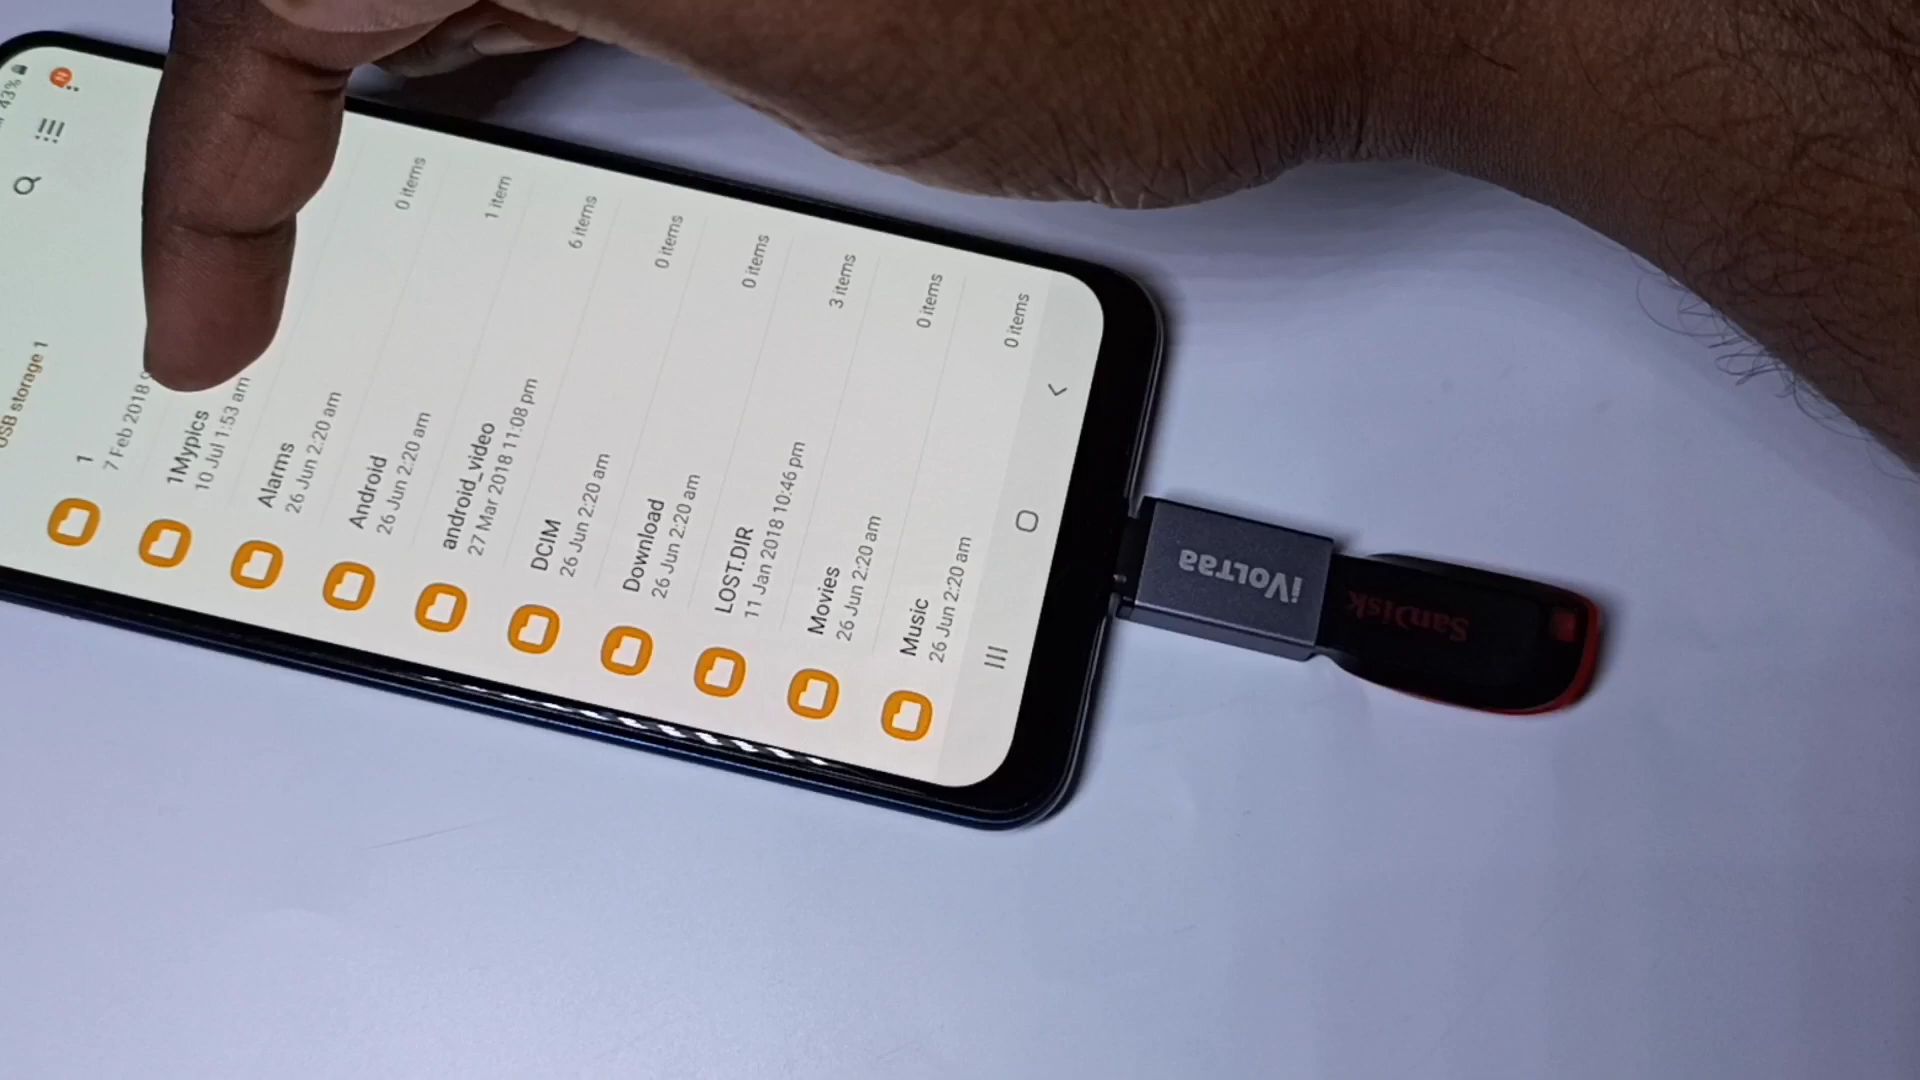 43%
USB storage 1
1
7 Feb 2018
1Mypics
10 Jul 1:53 am
Alarms
26 Jun 2:20 am
0 items
Android
26 Jun 2:20 am
1 item
android_video
27 Mar 2018 11:08 pm
6 items
DCIM
26 Jun 2:20 am
0 items
Download
26 Jun 2:20 am
0 items
LOST.DIR
11 Jan 2018 10:46 pm
3 items
Movies
26 Jun 2:20 am
0 items
Music
26 Jun 2:20 am
0 items
iVOLTAA
SanDisk